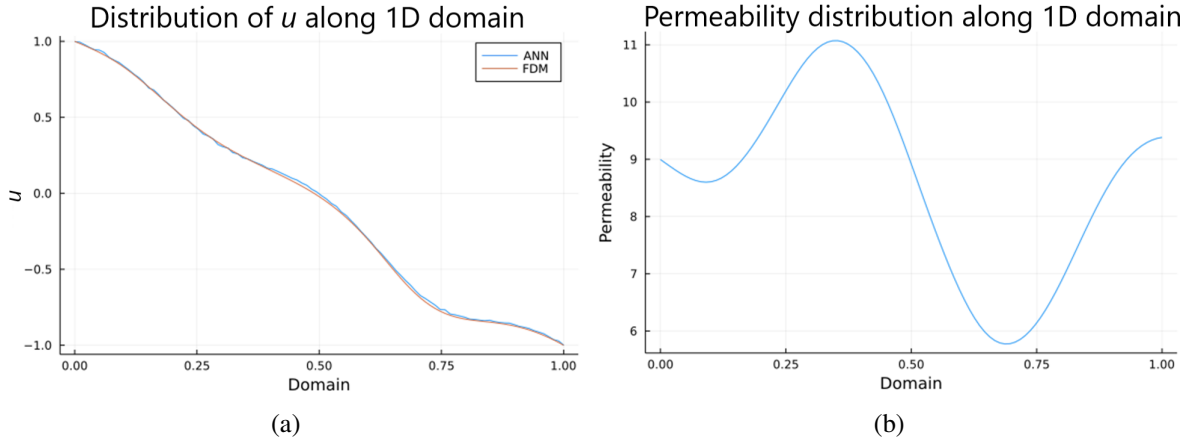 Distribution of u along 1D domain
1.0
0.5
0.0
−0.5
−1.0
u
ANN
FDM
0.00
0.25
0.50
0.75
1.00
Domain
(a)
Permeability distribution along 1D domain
11
10
9
8
7
6
Permeability
0.00
0.25
0.50
0.75
1.00
Domain
(b)